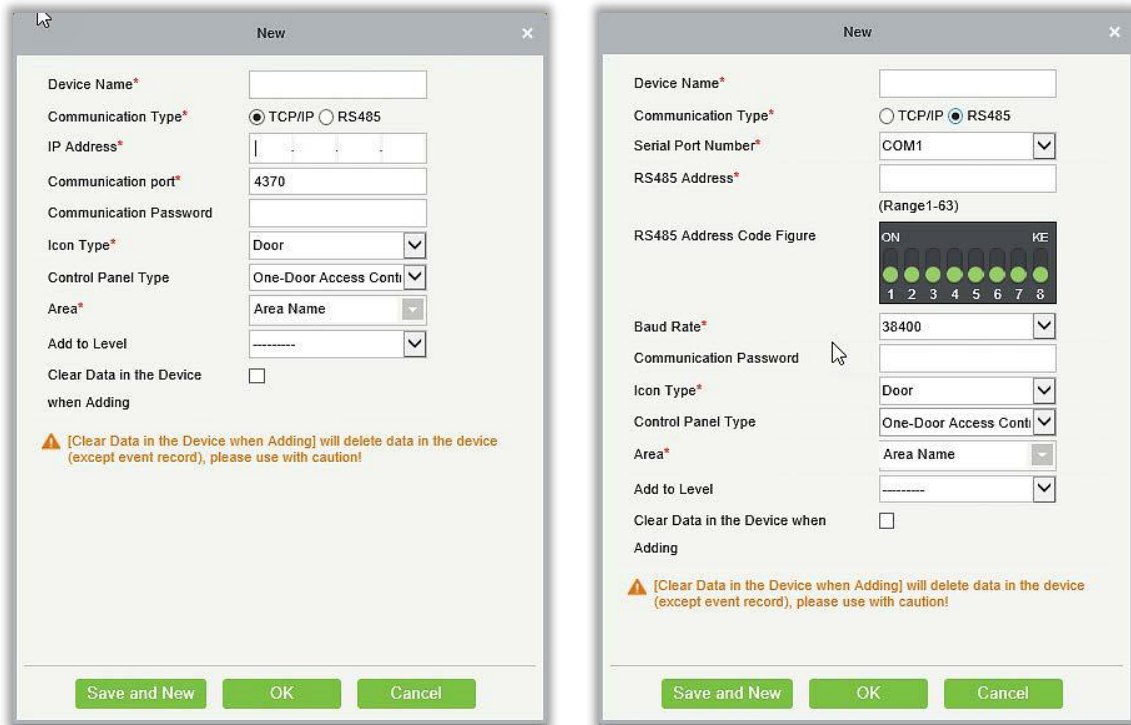 New
Device Name*
Communication Type* TCP/IP RS485
IP Address* . . .
Communication port* 4370
Communication Password
Icon Type* Door
Control Panel Type One-Door Access Conti
Area* Area Name
Add to Level ---------
Clear Data in the Device
when Adding
[Clear Data in the Device when Adding] will delete data in the device
(except event record), please use with caution!
Save and New OK Cancel
New
Device Name*
Communication Type* TCP/IP RS485
Serial Port Number* COM1
RS485 Address*
(Range1-63)
RS485 Address Code Figure
ON KE
1 2 3 4 5 6 7 8
Baud Rate* 38400
Communication Password
Icon Type* Door
Control Panel Type One-Door Access Conti
Area* Area Name
Add to Level ---------
Clear Data in the Device when
Adding
[Clear Data in the Device when Adding] will delete data in the device
(except event record), please use with caution!
Save and New OK Cancel